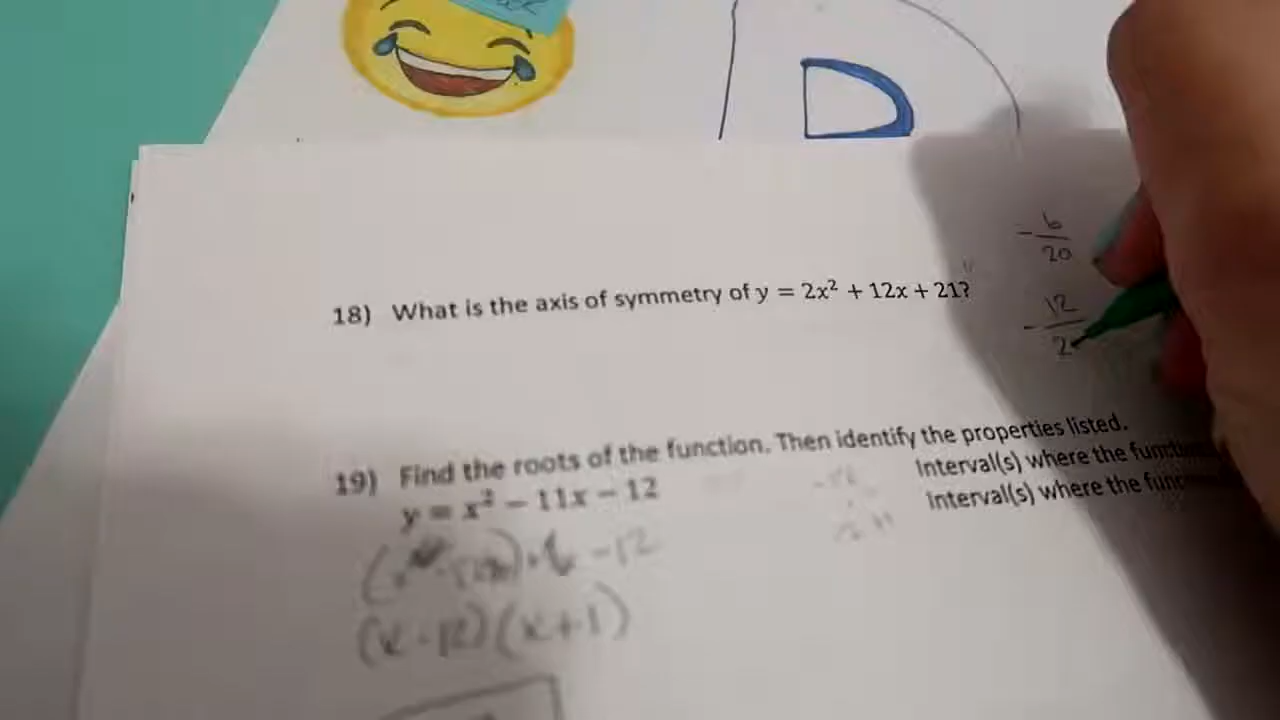 D
- 6
20
18) What is the axis of symmetry of y = 2x² + 12x + 21?
- 12
2
19) Find the roots of the function. Then identify the properties listed.
y = x² - 11x - 12
Interval(s) where the
Interval(s) where the
- 12
(x - 12)(x + 1)